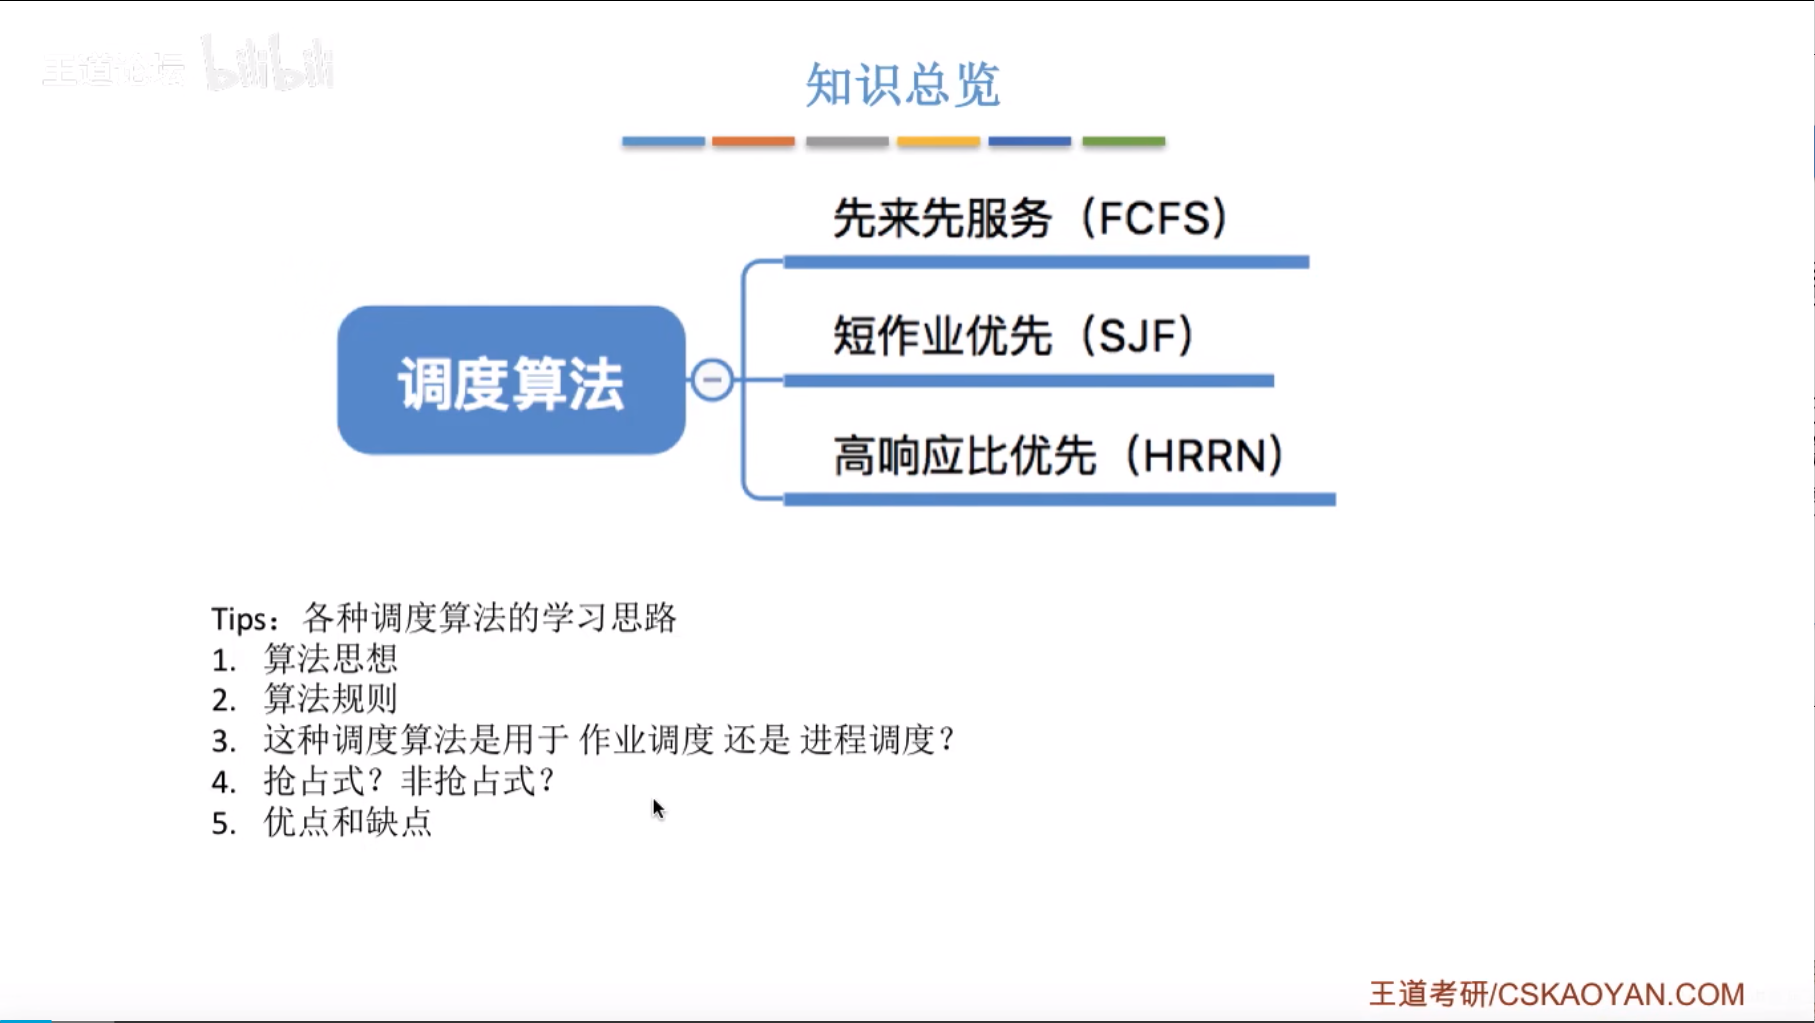 王道论坛 bilibili
知识总览
先来先服务（FCFS）
短作业优先（SJF）
调度算法
高响应比优先（HRRN）
Tips：各种调度算法的学习思路
1. 算法思想
2. 算法规则
3. 这种调度算法是用于 作业调度 还是 进程调度？
4. 抢占式？非抢占式？
5. 优点和缺点
王道考研/CSKAOYAN.COM